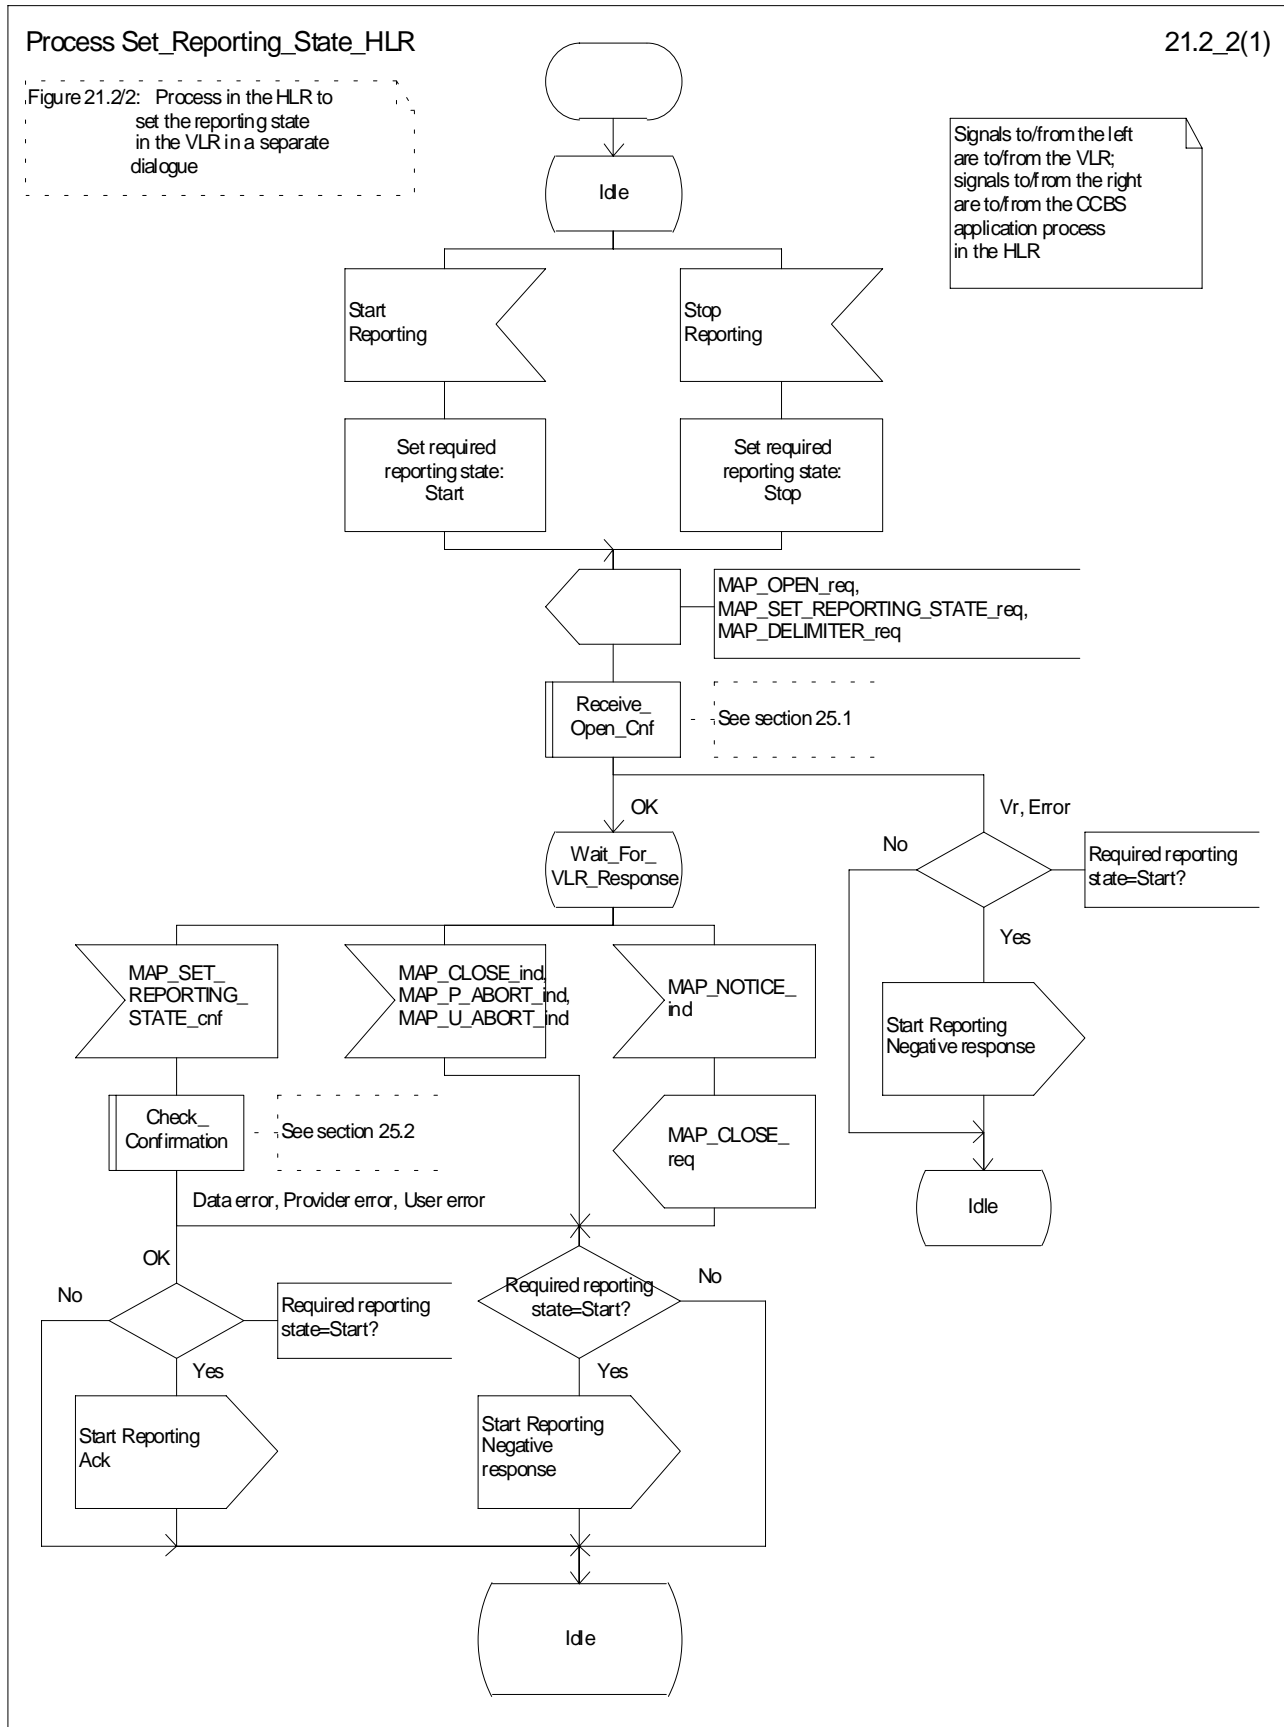 Process Set_Reporting_State_HLR
21.2_2(1)
Figure 21.2/2: Process in the HLR to
set the reporting state
in the VLR in a separate
dialogue
Signals to/from the left
are to/from the VLR;
signals to/from the right
are to/from the CCBS
application process
in the HLR
Idle
Start
Reporting
Stop
Reporting
Set required
reporting state:
Start
Set required
reporting state:
Stop
MAP_OPEN_req,
MAP_SET_REPORTING_STATE_req,
MAP_DELIMITER_req
Receive_
Open_Cnf
See section 25.1
OK
Vr, Error
Wait_For_
VLR_Response
No
Required reporting
state=Start?
Yes
MAP_SET_
REPORTING_
STATE_cnf
MAP_CLOSE_ind,
MAP_P_ABORT_ind,
MAP_U_ABORT_ind
MAP_NOTICE_
ind
Start Reporting
Negative response
Check_
Confirmation
See section 25.2
MAP_CLOSE_
req
Data error, Provider error, User error
Idle
OK
No
Required reporting
state=Start?
Required reporting
state=Start?
No
Yes
Yes
Start Reporting
Ack
Start Reporting
Negative
response
Idle